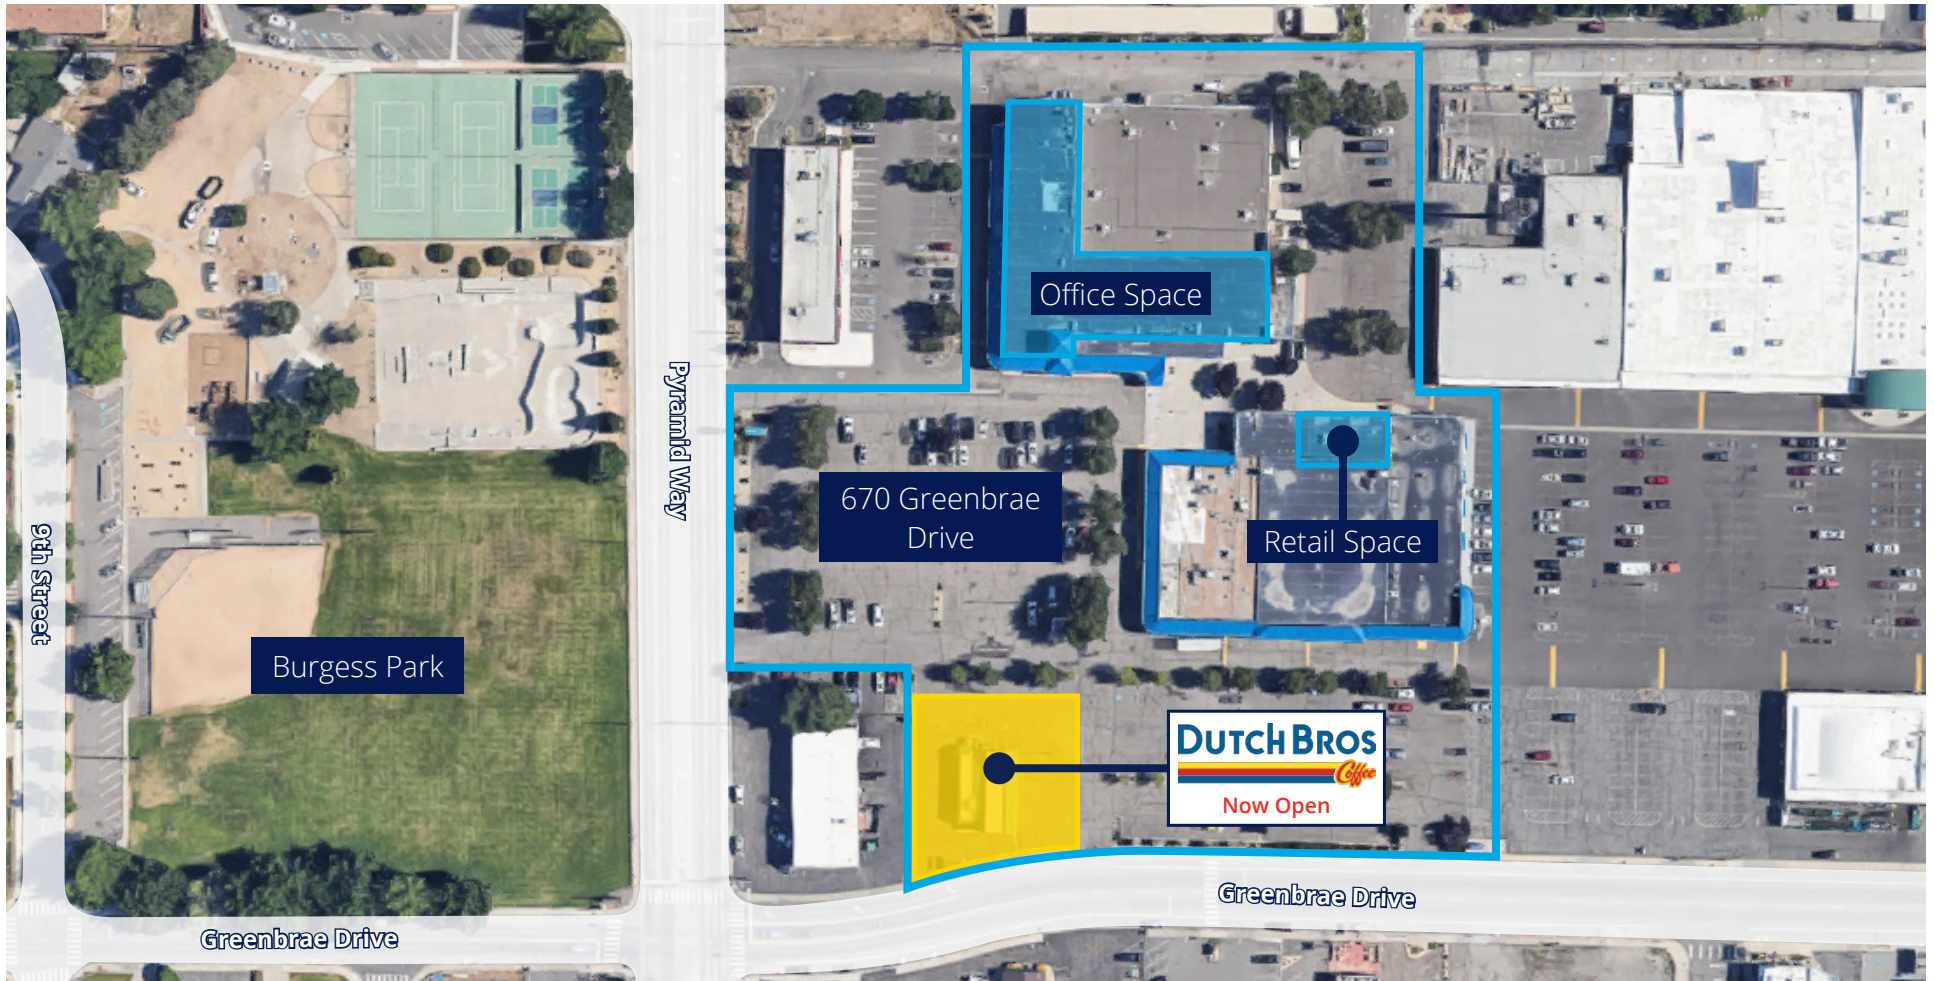 Office Space
Pyramid Way
670 Greenbrae
Drive
Retail Space
9th Street
Burgess Park
DUTCH BROS
Coffee
Now Open
Greenbrae Drive
Greenbrae Drive